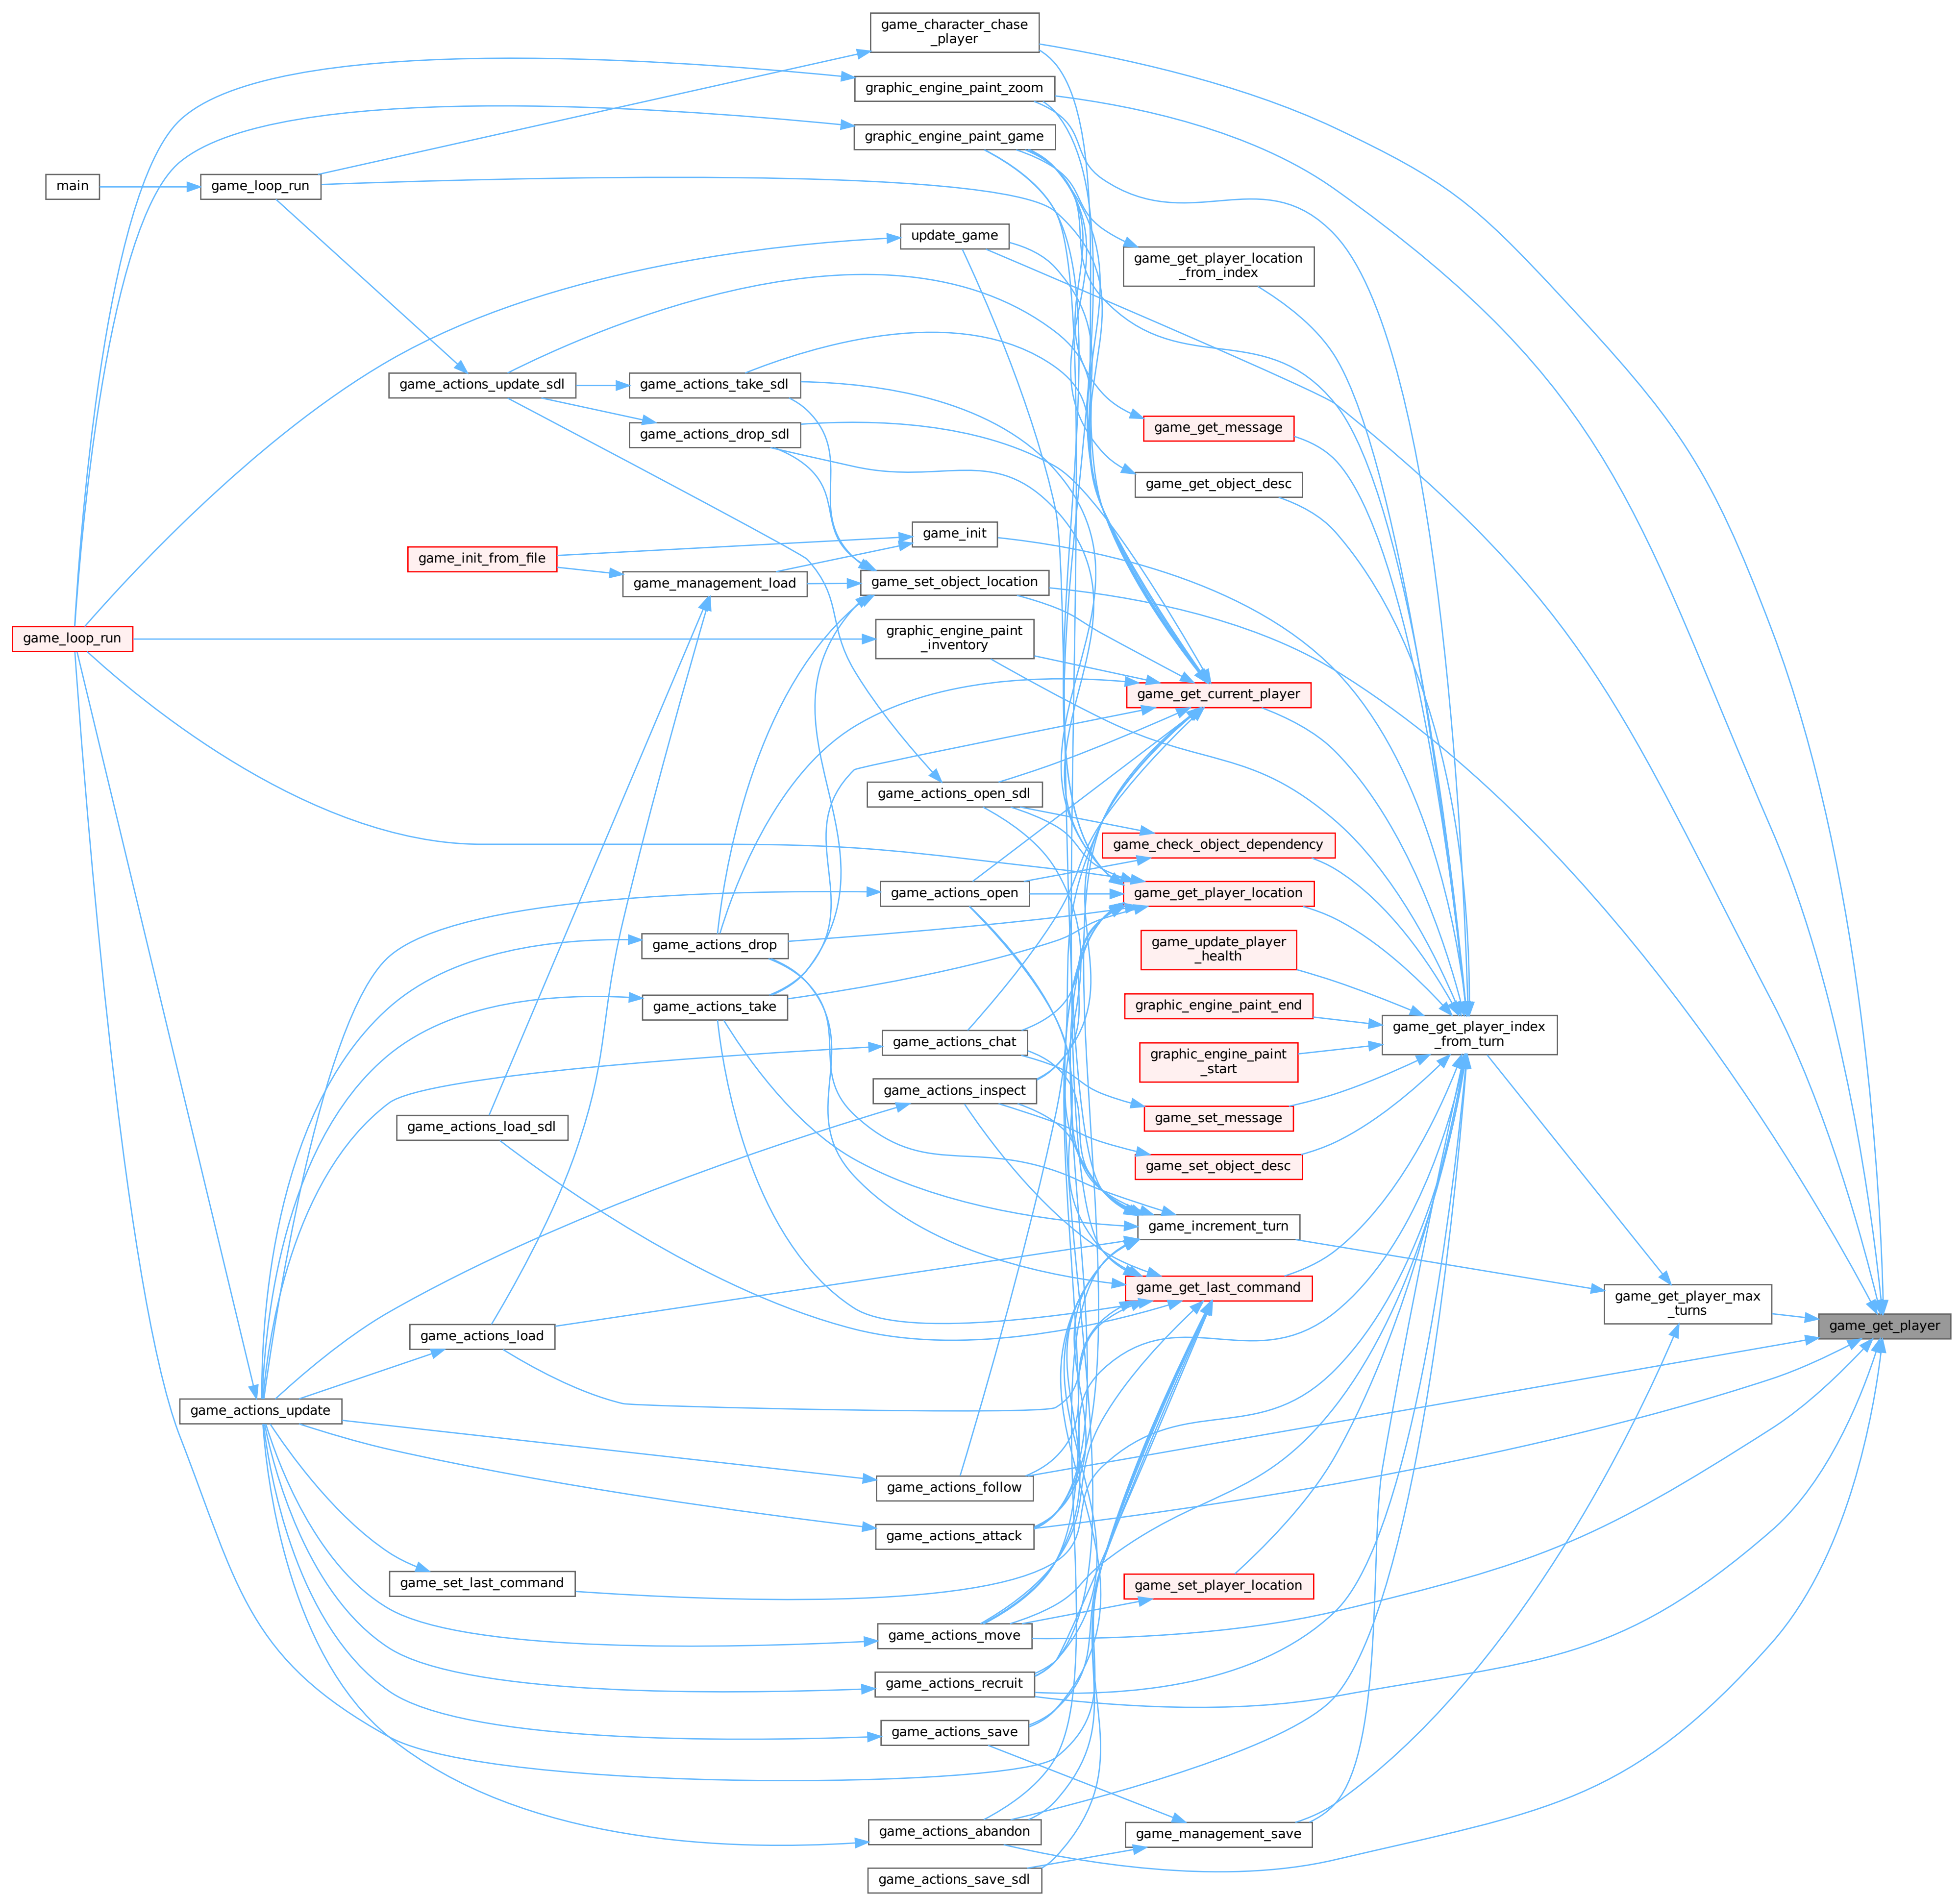 game_character_chase
_player
graphic_engine_paint_zoom
graphic_engine_paint_game
main
game_loop_run
update_game
game_get_player_location
_from_index
game_actions_update_sdl
game_actions_take_sdl
game_actions_drop_sdl
game_get_message
game_get_object_desc
game_init
game_init_from_file
game_management_load
game_set_object_location
game_loop_run
graphic_engine_paint
_inventory
game_get_current_player
game_actions_open_sdl
game_check_object_dependency
game_actions_open
game_get_player_location
game_actions_drop
game_update_player
_health
game_actions_take
graphic_engine_paint_end
game_get_player_index
_from_turn
game_actions_chat
graphic_engine_paint
_start
game_actions_inspect
game_set_message
game_actions_load_sdl
game_set_object_desc
game_increment_turn
game_get_last_command
game_get_player_max
_turns
game_get_player
game_actions_load
game_actions_update
game_actions_follow
game_actions_attack
game_set_last_command
game_set_player_location
game_actions_move
game_actions_recruit
game_actions_save
game_actions_abandon
game_management_save
game_actions_save_sdl